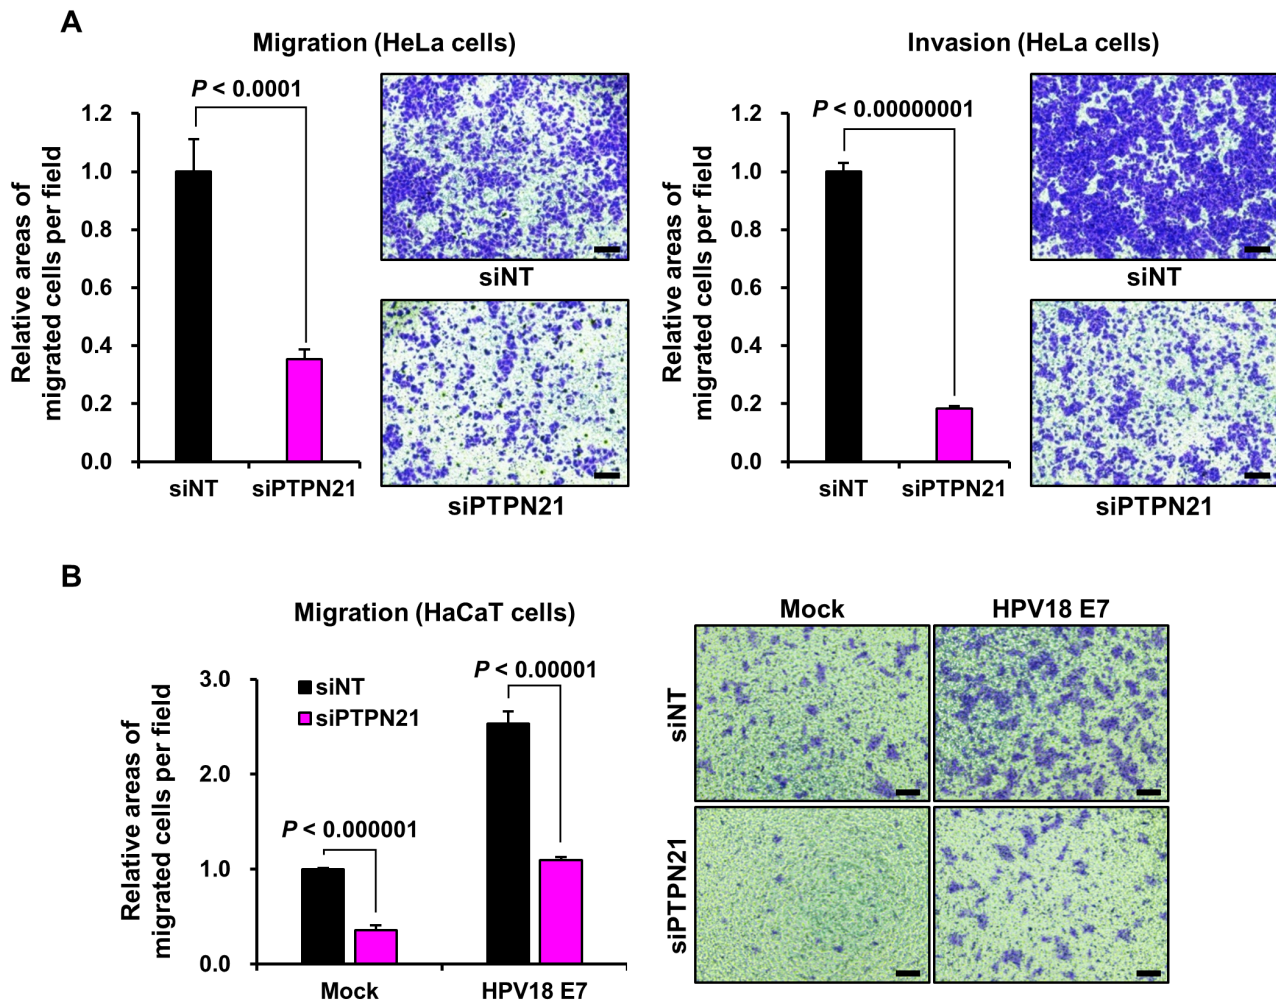 A
Migration (HeLa cells)
P < 0.0001
1.2
1.0
0.8
0.6
0.4
0.2
0.0
Relative areas of
migrated cells per field
siNT
siPTPN21
siNT
siPTPN21
Invasion (HeLa cells)
P < 0.00000001
1.2
1.0
0.8
0.6
0.4
0.2
0.0
Relative areas of
migrated cells per field
siNT
siPTPN21
siNT
siPTPN21
B
Migration (HaCaT cells)
3.0
2.0
1.0
0.0
Relative areas of
migrated cells per field
siNT
siPTPN21
P < 0.000001
P < 0.00001
Mock
HPV18 E7
Mock
HPV18 E7
siNT
siPTPN21